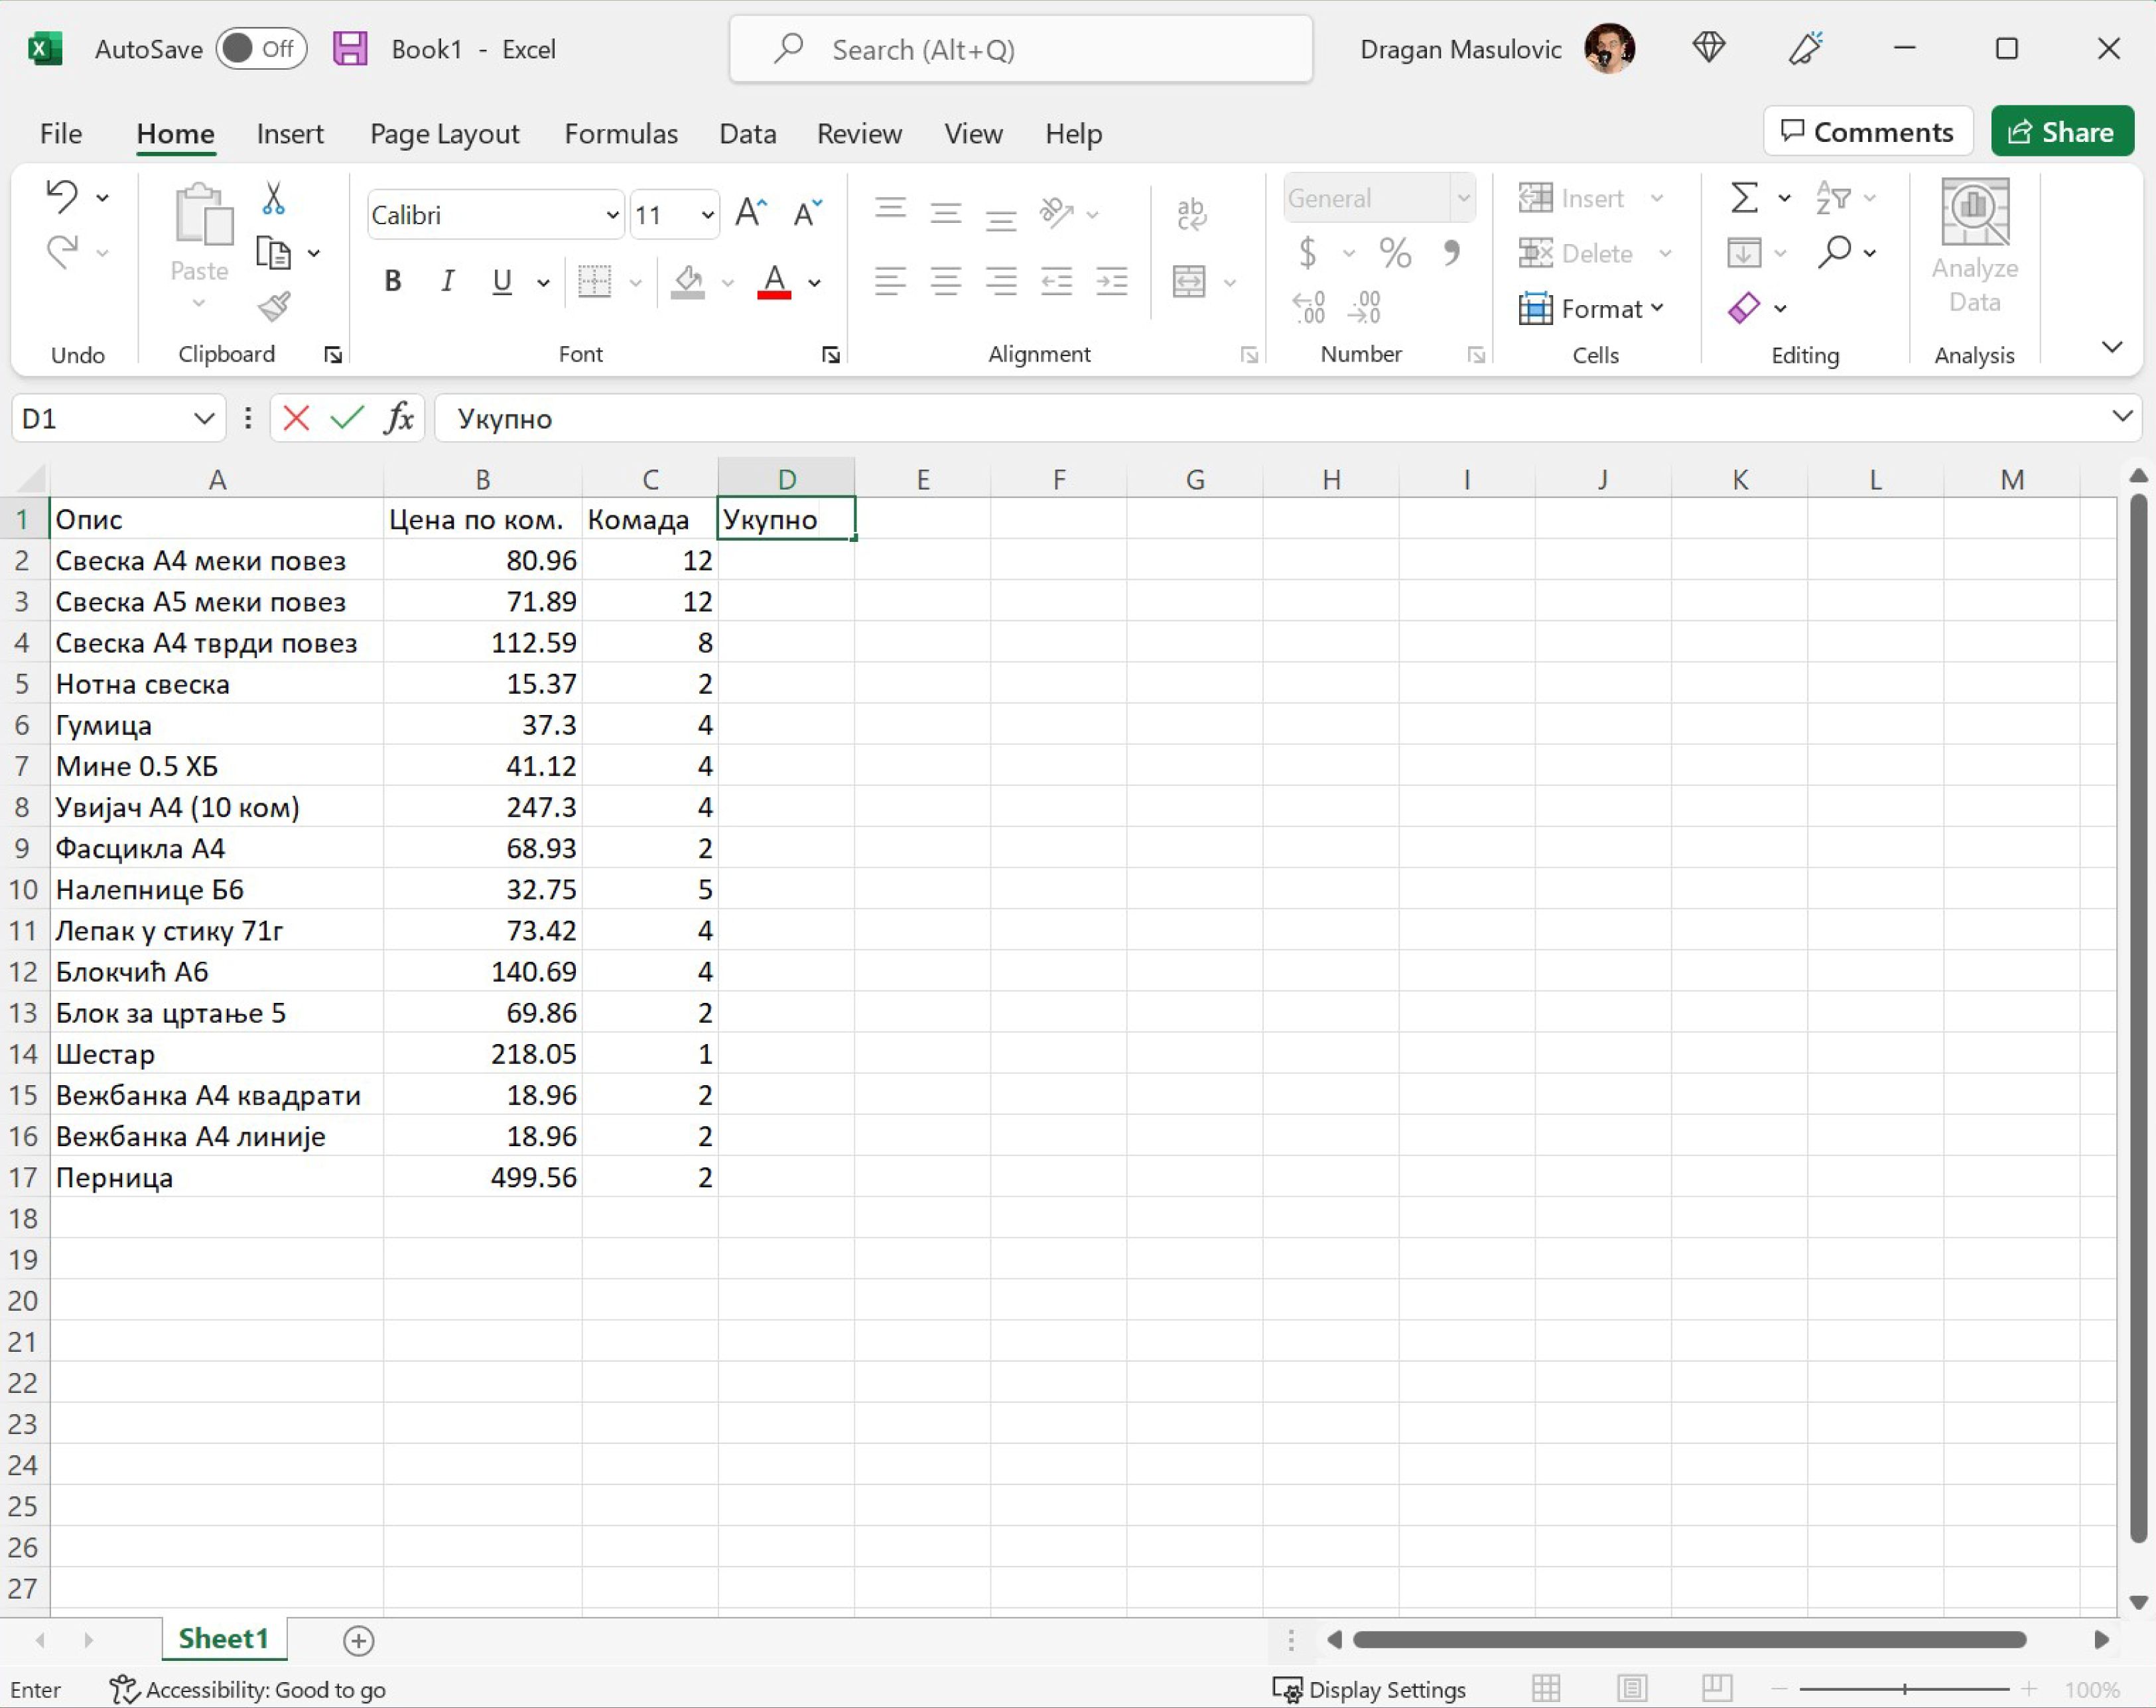 AutoSave Off Book1 - Excel Search (Alt+Q) Dragan Masulovic
File Home Insert Page Layout Formulas Data Review View Help Comments Share
Paste Calibri 11 General Insert Delete Format Analyze Data
Undo Clipboard Font Alignment Number Cells Editing Analysis
D1 fx Укупно
A B C D E F G H I J K L M
1 Опис Цена по ком. Комада Укупно
2 Свеска А4 меки повез 80.96 12
3 Свеска А5 меки повез 71.89 12
4 Свеска А4 тврди повез 112.59 8
5 Нотна свеска 15.37 2
6 Гумица 37.3 4
7 Мине 0.5 ХБ 41.12 4
8 Увијач А4 (10 ком) 247.3 4
9 Фасцикла А4 68.93 2
10 Налепнице Б6 32.75 5
11 Лепак у стику 71г 73.42 4
12 Блокчић А6 140.69 4
13 Блок за цртање 5 69.86 2
14 Шестар 218.05 1
15 Вежбанка А4 квадрати 18.96 2
16 Вежбанка А4 линије 18.96 2
17 Перница 499.56 2
18
19
20
21
22
23
24
25
26
27
Sheet1
Enter Accessibility: Good to go Display Settings 100%